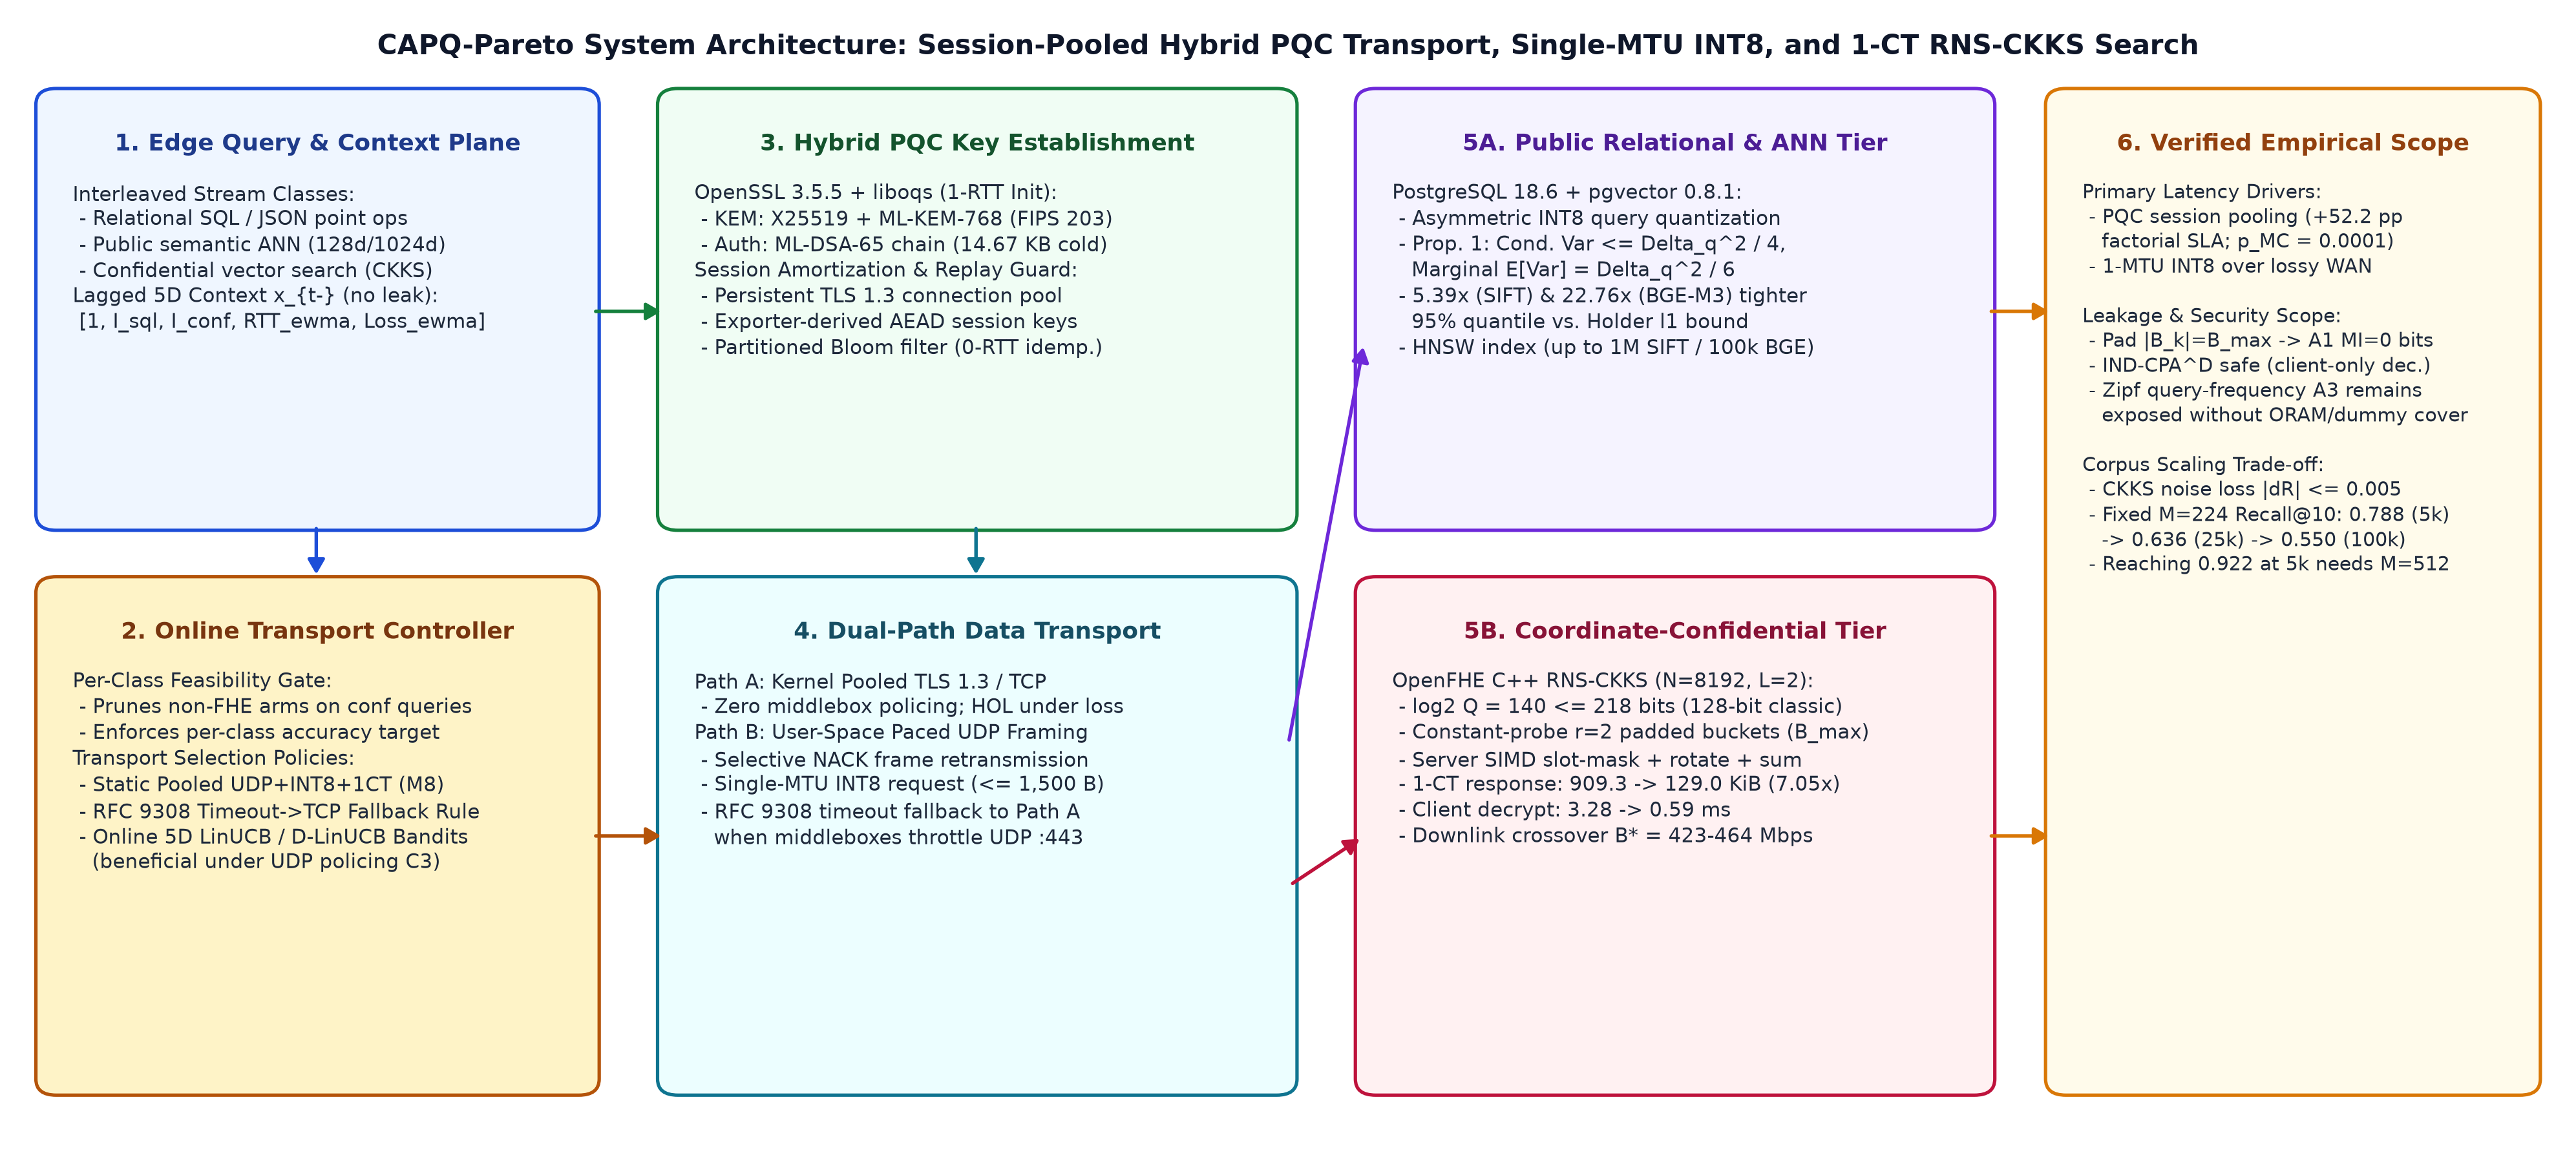 CAPQ-Pareto System Architecture: Session-Pooled Hybrid PQC Transport, Single-MTU INT8, and 1-CT RNS-CKKS Search
1. Edge Query & Context Plane
Interleaved Stream Classes:
- Relational SQL / JSON point ops
- Public semantic ANN (128d/1024d)
- Confidential vector search (CKKS)
Lagged 5D Context x_{t-} (no leak):
[1, I_sql, I_conf, RTT_ewma, Loss_ewma]
2. Online Transport Controller
Per-Class Feasibility Gate:
- Prunes non-FHE arms on conf queries
- Enforces per-class accuracy target
Transport Selection Policies:
- Static Pooled UDP+INT8+1CT (M8)
- RFC 9308 Timeout->TCP Fallback Rule
- Online 5D LinUCB / D-LinUCB Bandits
(beneficial under UDP policing C3)
3. Hybrid PQC Key Establishment
OpenSSL 3.5.5 + liboqs (1-RTT Init):
- KEM: X25519 + ML-KEM-768 (FIPS 203)
- Auth: ML-DSA-65 chain (14.67 KB cold)
Session Amortization & Replay Guard:
- Persistent TLS 1.3 connection pool
- Exporter-derived AEAD session keys
- Partitioned Bloom filter (0-RTT idemp.)
4. Dual-Path Data Transport
Path A: Kernel Pooled TLS 1.3 / TCP
- Zero middlebox policing; HOL under loss
Path B: User-Space Paced UDP Framing
- Selective NACK frame retransmission
- Single-MTU INT8 request (<= 1,500 B)
- RFC 9308 timeout fallback to Path A
when middleboxes throttle UDP :443
5A. Public Relational & ANN Tier
PostgreSQL 18.6 + pgvector 0.8.1:
- Asymmetric INT8 query quantization
- Prop. 1: Cond. Var <= Delta_q^2 / 4,
Marginal E[Var] = Delta_q^2 / 6
- 5.39x (SIFT) & 22.76x (BGE-M3) tighter
95% quantile vs. Holder l1 bound
- HNSW index (up to 1M SIFT / 100k BGE)
5B. Coordinate-Confidential Tier
OpenFHE C++ RNS-CKKS (N=8192, L=2):
- log2 Q = 140 <= 218 bits (128-bit classic)
- Constant-probe r=2 padded buckets (B_max)
- Server SIMD slot-mask + rotate + sum
- 1-CT response: 909.3 -> 129.0 KiB (7.05x)
- Client decrypt: 3.28 -> 0.59 ms
- Downlink crossover B* = 423-464 Mbps
6. Verified Empirical Scope
Primary Latency Drivers:
- PQC session pooling (+52.2 pp
factorial SLA; p_MC = 0.0001)
- 1-MTU INT8 over lossy WAN
Leakage & Security Scope:
- Pad |B_k|=B_max -> A1 MI=0 bits
- IND-CPA^D safe (client-only dec.)
- Zipf query-frequency A3 remains
exposed without ORAM/dummy cover
Corpus Scaling Trade-off:
- CKKS noise loss |dR| <= 0.005
- Fixed M=224 Recall@10: 0.788 (5k)
-> 0.636 (25k) -> 0.550 (100k)
- Reaching 0.922 at 5k needs M=512